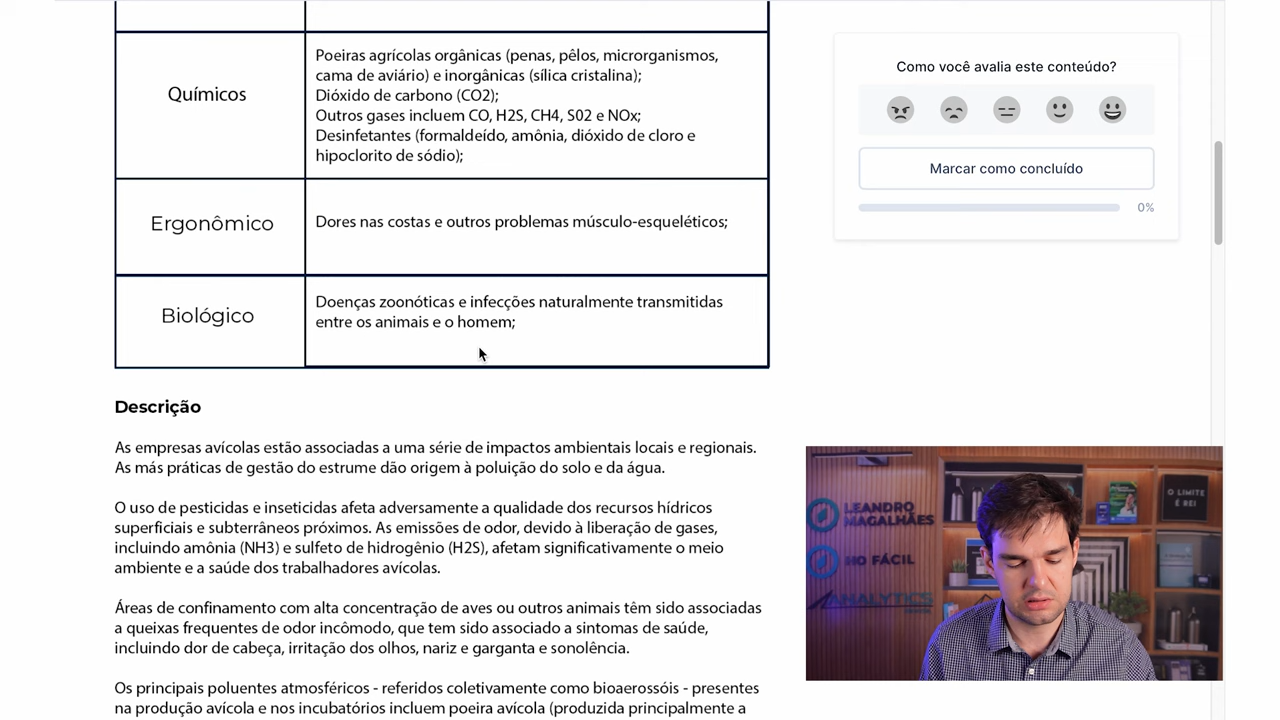 Químicos
Poeiras agrícolas orgânicas (penas, pêlos, microrganismos,
cama de aviário) e inorgânicas (sílica cristalina);
Dióxido de carbono (CO2);
Outros gases incluem CO, H2S, CH4, S02 e NOx;
Desinfetantes (formaldeído, amônia, dióxido de cloro e
hipoclorito de sódio);
Ergonômico
Dores nas costas e outros problemas músculo-esqueléticos;
Biológico
Doenças zoonóticas e infecções naturalmente transmitidas
entre os animais e o homem;
Descrição
As empresas avícolas estão associadas a uma série de impactos ambientais locais e regionais.
As más práticas de gestão do estrume dão origem à poluição do solo e da água.
O uso de pesticidas e inseticidas afeta adversamente a qualidade dos recursos hídricos
superficiais e subterrâneos próximos. As emissões de odor, devido à liberação de gases,
incluindo amônia (NH3) e sulfeto de hidrogênio (H2S), afetam significativamente o meio
ambiente e a saúde dos trabalhadores avícolas.
Áreas de confinamento com alta concentração de aves ou outros animais têm sido associadas
a queixas frequentes de odor incômodo, que tem sido associado a sintomas de saúde,
incluindo dor de cabeça, irritação dos olhos, nariz e garganta e sonolência.
Os principais poluentes atmosféricos - referidos coletivamente como bioaerossóis - presentes
na produção avícola e nos incubatórios incluem poeira avícola (produzida principalmente a
Como você avalia este conteúdo?
Marcar como concluído
0%
LEANDRO
MAGALHÃES
HO FÁCIL
ANALYTICS
O LIMITE
É REI